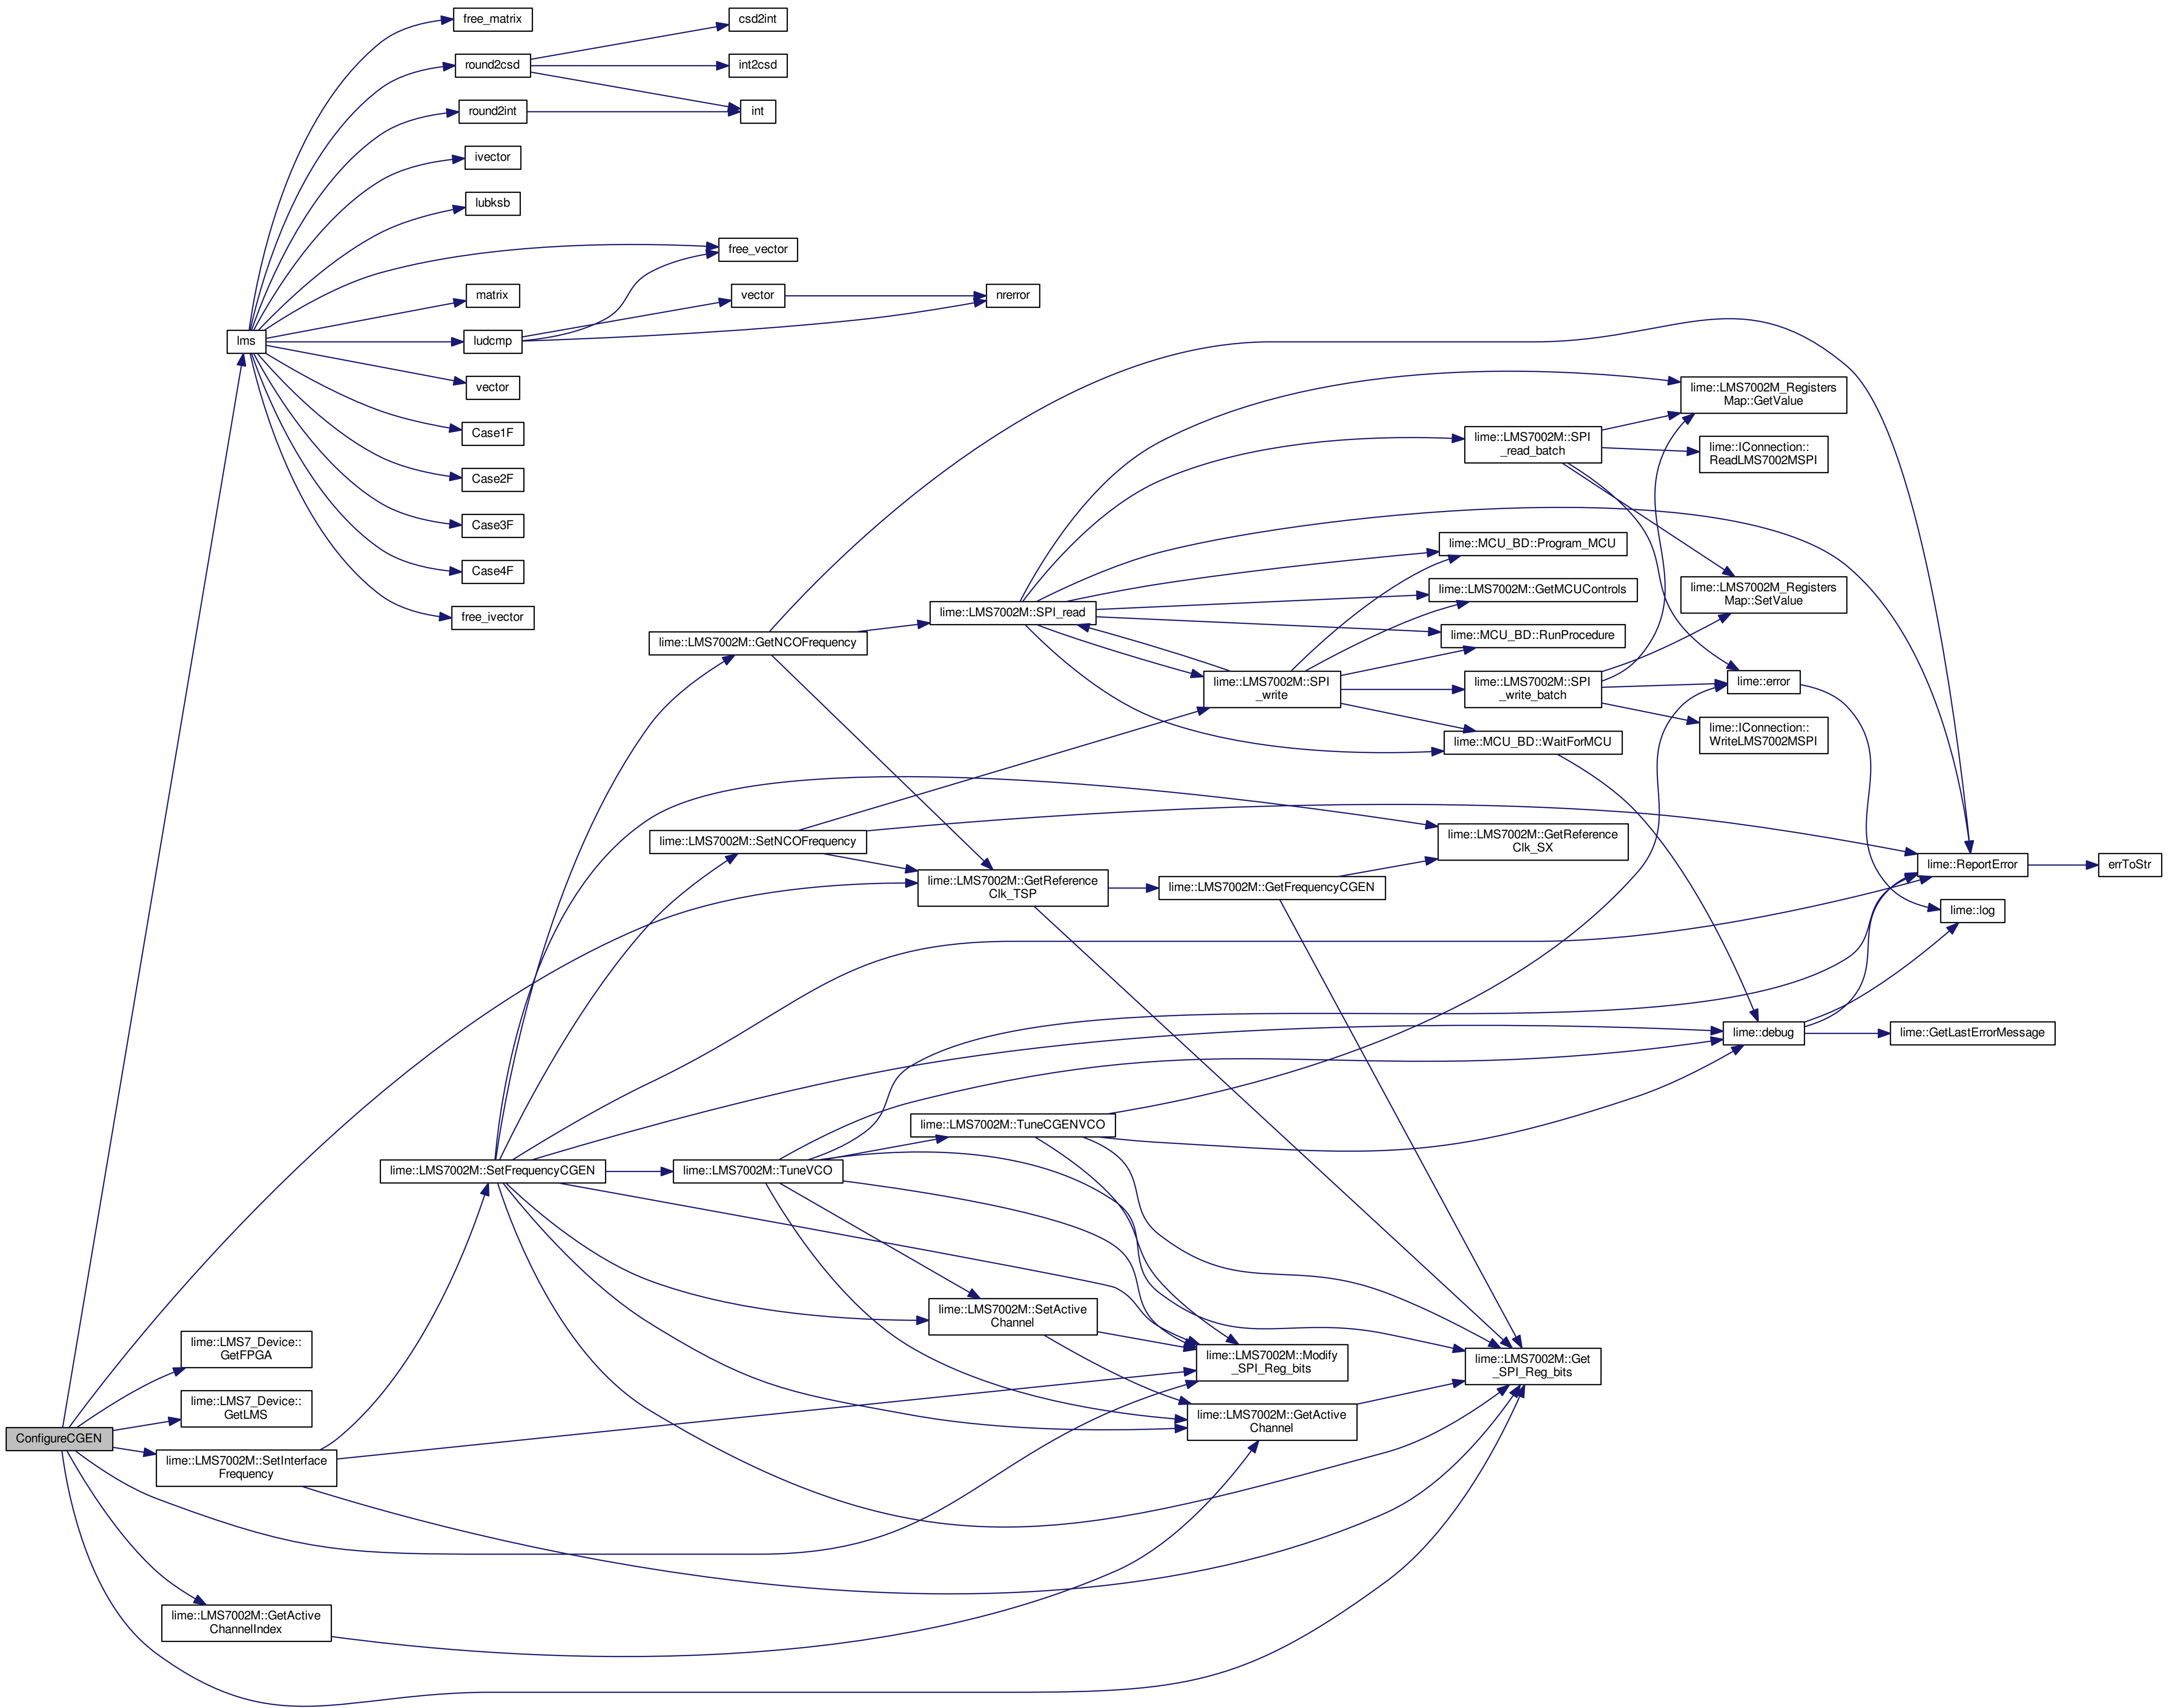 free_matrix
csd2int
round2csd
int2csd
round2int
int
ivector
lubksb
free_vector
matrix
vector
nrerror
lms
ludcmp
vector
lime::LMS7002M_Registers
Map::GetValue
Case1F
lime::LMS7002M::SPI
_read_batch
lime::IConnection::
ReadLMS7002MSPI
Case2F
Case3F
lime::MCU_BD::Program_MCU
Case4F
lime::LMS7002M::GetMCUControls
lime::LMS7002M_Registers
Map::SetValue
free_ivector
lime::LMS7002M::SPI_read
lime::MCU_BD::RunProcedure
lime::LMS7002M::GetNCOFrequency
lime::LMS7002M::SPI
_write
lime::LMS7002M::SPI
_write_batch
lime::error
lime::IConnection::
WriteLMS7002MSPI
lime::MCU_BD::WaitForMCU
lime::LMS7002M::SetNCOFrequency
lime::LMS7002M::GetReference
Clk_SX
lime::ReportError
errToStr
lime::LMS7002M::GetReference
Clk_TSP
lime::LMS7002M::GetFrequencyCGEN
lime::log
lime::debug
lime::GetLastErrorMessage
lime::LMS7002M::TuneCGENVCO
lime::LMS7002M::SetFrequencyCGEN
lime::LMS7002M::TuneVCO
lime::LMS7002M::SetActive
Channel
lime::LMS7_Device::
GetFPGA
lime::LMS7002M::Modify
_SPI_Reg_bits
lime::LMS7002M::Get
_SPI_Reg_bits
lime::LMS7_Device::
GetLMS
lime::LMS7002M::GetActive
Channel
ConfigureCGEN
lime::LMS7002M::SetInterface
Frequency
lime::LMS7002M::GetActive
ChannelIndex